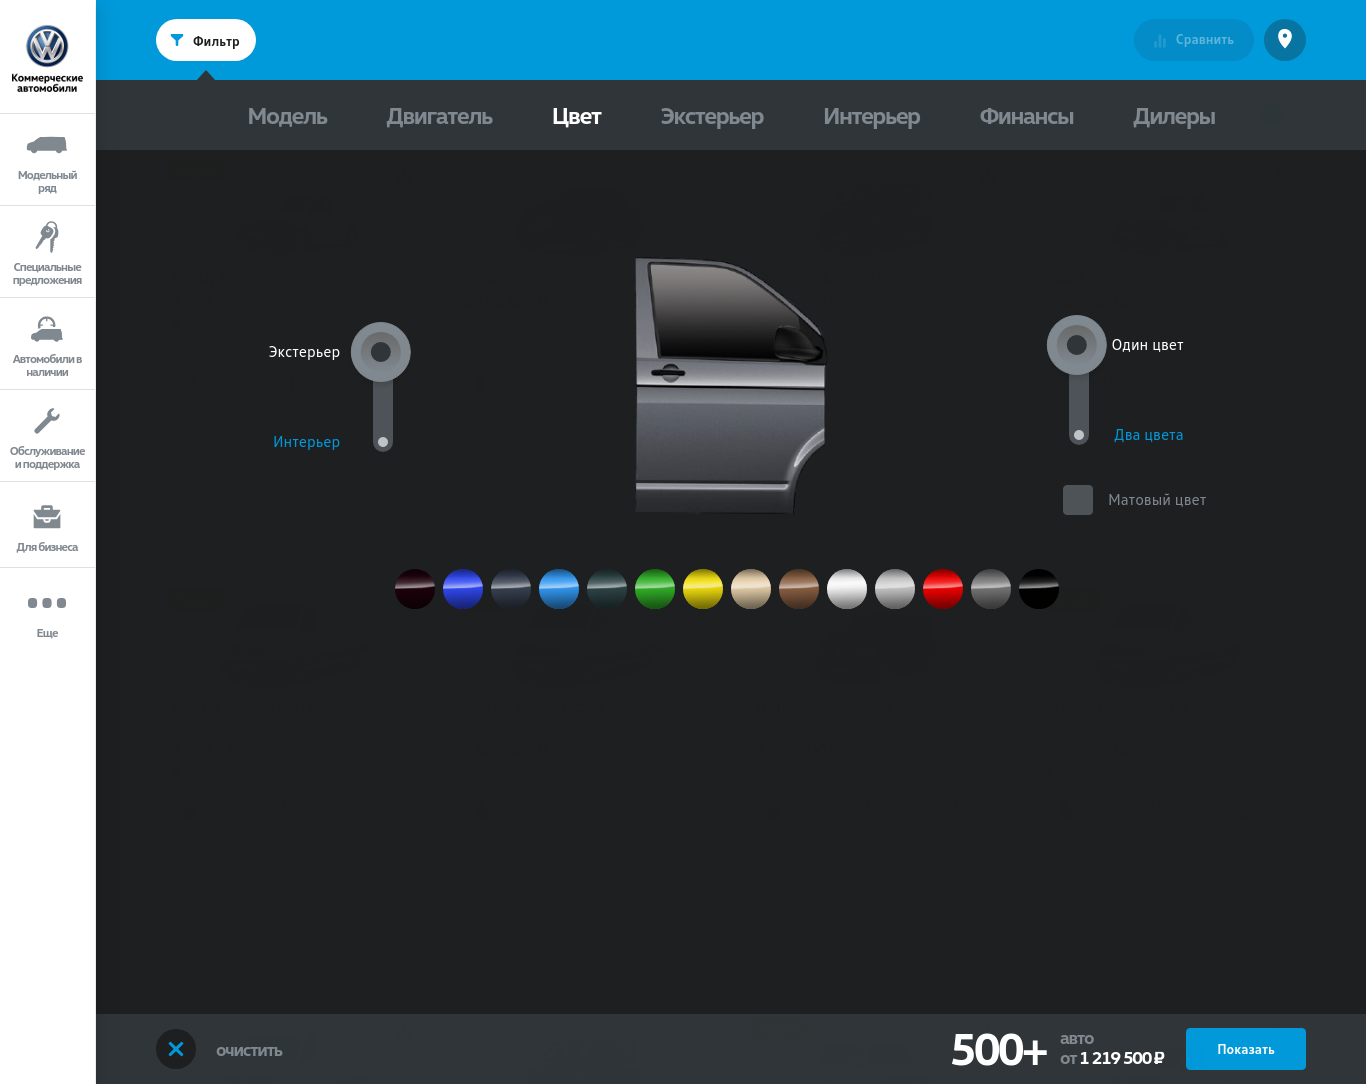 Коммерческие
автомобили
Модельный
ряд
Специальные
предложения
Автомобили в
наличии
Обслуживание
и поддержка
Для бизнеса
Еще
Фильтр
Сравнить
Модель Двигатель Цвет Экстерьер Интерьер Финансы Дилеры
Экстерьер
Интерьер
Один цвет
Два цвета
Матовый цвет
очистить
500+
авто
от 1 219 500 ₽
Показать